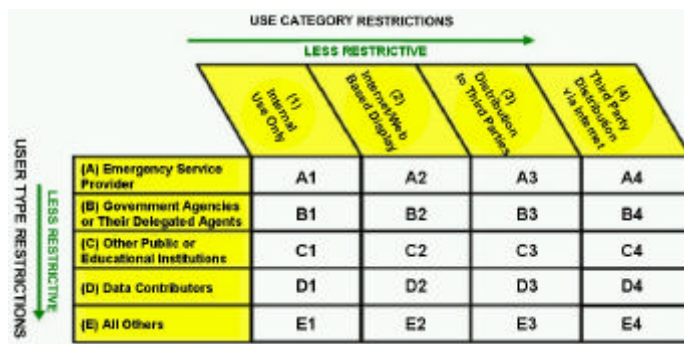 USE CATEGORY RESTRICTIONS
LESS RESTRICTIVE
(1)
Internal
Use Only
(2)
Internet/Web
Based Display
(3)
Distribution
to Third Parties
(4)
Third Party
Distribution
Via Internet
USER TYPE RESTRICTIONS
LESS RESTRICTIVE
(A) Emergency Service
Provider
A1 A2 A3 A4
(B) Government Agencies
or Their Delegated Agents
B1 B2 B3 B4
(C) Other Public or
Educational Institutions
C1 C2 C3 C4
(D) Data Contributors
D1 D2 D3 D4
(E) All Others
E1 E2 E3 E4